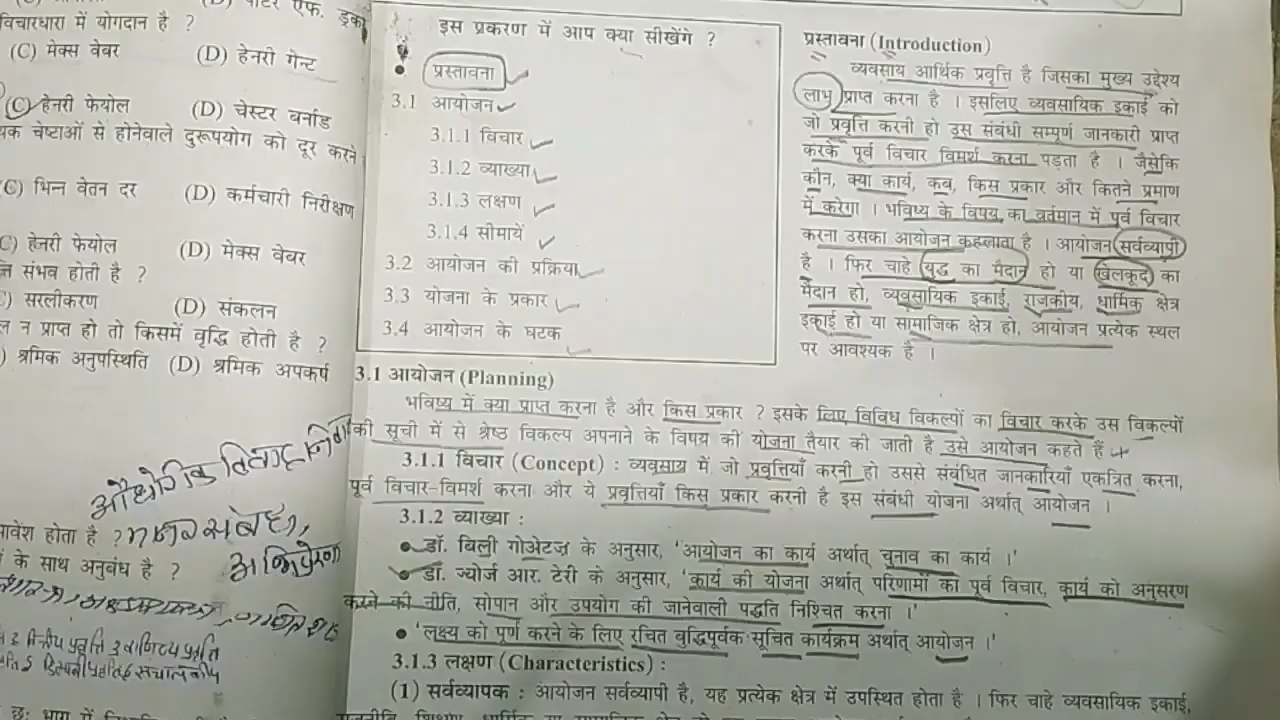 (D) पीटर एफ. ड्रकर
विचारधारा में योगदान है ?
(C) मेक्स वेबर (D) हेनरी गेन्ट
(C) हेनरी फेयोल (D) चेस्टर बर्नाड
यक चेष्टाओं से होनेवाले दुरूपयोग को दूर करने
C) भिन्न वेतन दर (D) कर्मचारी निरीक्षण
C) हेनरी फेयोल (D) मेक्स वेबर
त्ति संभव होती है ?
) सरलीकरण (D) संकलन
ल न प्राप्त हो तो किसमें वृद्धि होती है ?
) श्रमिक अनुपस्थिति (D) श्रमिक अपकर्ष
औद्योगिक
मावेश होता है ?
अभिप्रेरणा
के साथ अनुबंध है ?
छः भाग में
इस प्रकरण में आप क्या सीखेंगे ?
• प्रस्तावना
3.1 आयोजन
3.1.1 विचार
3.1.2 व्याख्या
3.1.3 लक्षण
3.1.4 सीमायें
3.2 आयोजन की प्रक्रिया
3.3 योजना के प्रकार
3.4 आयोजन के घटक
प्रस्तावना (Introduction)
व्यवसाय आर्थिक प्रवृत्ति है जिसका मुख्य उद्देश्य
लाभ प्राप्त करना है । इसलिए व्यवसायिक इकाई को
जो प्रवृत्ति करनी हो उस संबंधी सम्पूर्ण जानकारी प्राप्त
करके पूर्व विचार विमर्श करना पड़ता है । जैसेकि
कौन, क्या कार्य, कब, किस प्रकार और कितने प्रमाण
में करेगा । भविष्य के विषय का वर्तमान में पूर्व विचार
करना उसका आयोजन कहलाता है । आयोजन सर्वव्यापी
है । फिर चाहे युद्ध का मैदान हो या खेलकूद का
मैदान हो, व्यवसायिक इकाई, राजकीय, धार्मिक क्षेत्र
इकाई हो या सामाजिक क्षेत्र हो, आयोजन प्रत्येक स्थल
पर आवश्यक है ।
3.1 आयोजन (Planning)
भविष्य में क्या प्राप्त करना है और किस प्रकार ? इसके लिए विविध विकल्पों का विचार करके उस विकल्पों
की सूची में से श्रेष्ठ विकल्प अपनाने के विषय की योजना तैयार की जाती है उसे आयोजन कहते हैं
3.1.1 विचार (Concept) : व्यवसाय में जो प्रवृत्तियाँ करनी हो उससे संबंधित जानकारियाँ एकत्रित करना,
पूर्व विचार-विमर्श करना और ये प्रवृत्तियाँ किस प्रकार करनी है इस संबंधी योजना अर्थात् आयोजन ।
3.1.2 व्याख्या :
• डॉ. बिली गोअेटज़ के अनुसार, 'आयोजन का कार्य अर्थात् चुनाव का कार्य ।'
• डॉ. ज्योर्ज आर. टेरी के अनुसार, 'कार्य की योजना अर्थात् परिणामों का पूर्व विचार, कार्य को अनुसरण
करने की नीति, सोपान और उपयोग की जानेवाली पद्धति निश्चित करना ।'
• 'लक्ष्य को पूर्ण करने के लिए रचित बुद्धिपूर्वक सूचित कार्यक्रम अर्थात् आयोजन ।'
3.1.3 लक्षण (Characteristics) :
(1) सर्वव्यापक : आयोजन सर्वव्यापी है, यह प्रत्येक क्षेत्र में उपस्थित होता है । फिर चाहे व्यवसायिक इकाई,